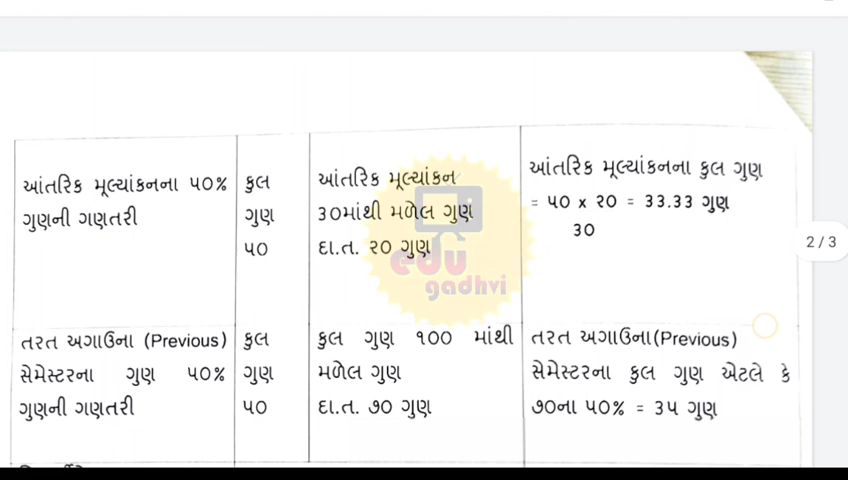 આંતરિક મૂલ્યાંકનના ૫૦%
ગુણની ગણતરી
કુલ
ગુણ
૫૦
આંતરિક મૂલ્યાંકન
૩૦માંથી મળેલ ગુણ
દા.ત. ૨૦ ગુણ
આંતરિક મૂલ્યાંકનના કુલ ગુણ
= ૫૦ x ૨૦ = ૩૩.૩૩ ગુણ
૩૦
edu
gadhvi
2 / 3
તરત અગાઉના (Previous)
સેમેસ્ટરના ગુણ ૫૦%
ગુણની ગણતરી
કુલ
ગુણ
૫૦
કુલ ગુણ ૧૦૦ માંથી
મળેલ ગુણ
દા.ત. ૭૦ ગુણ
તરત અગાઉના(Previous)
સેમેસ્ટરના કુલ ગુણ એટલે કે
૭૦ના ૫૦% = ૩૫ ગુણ